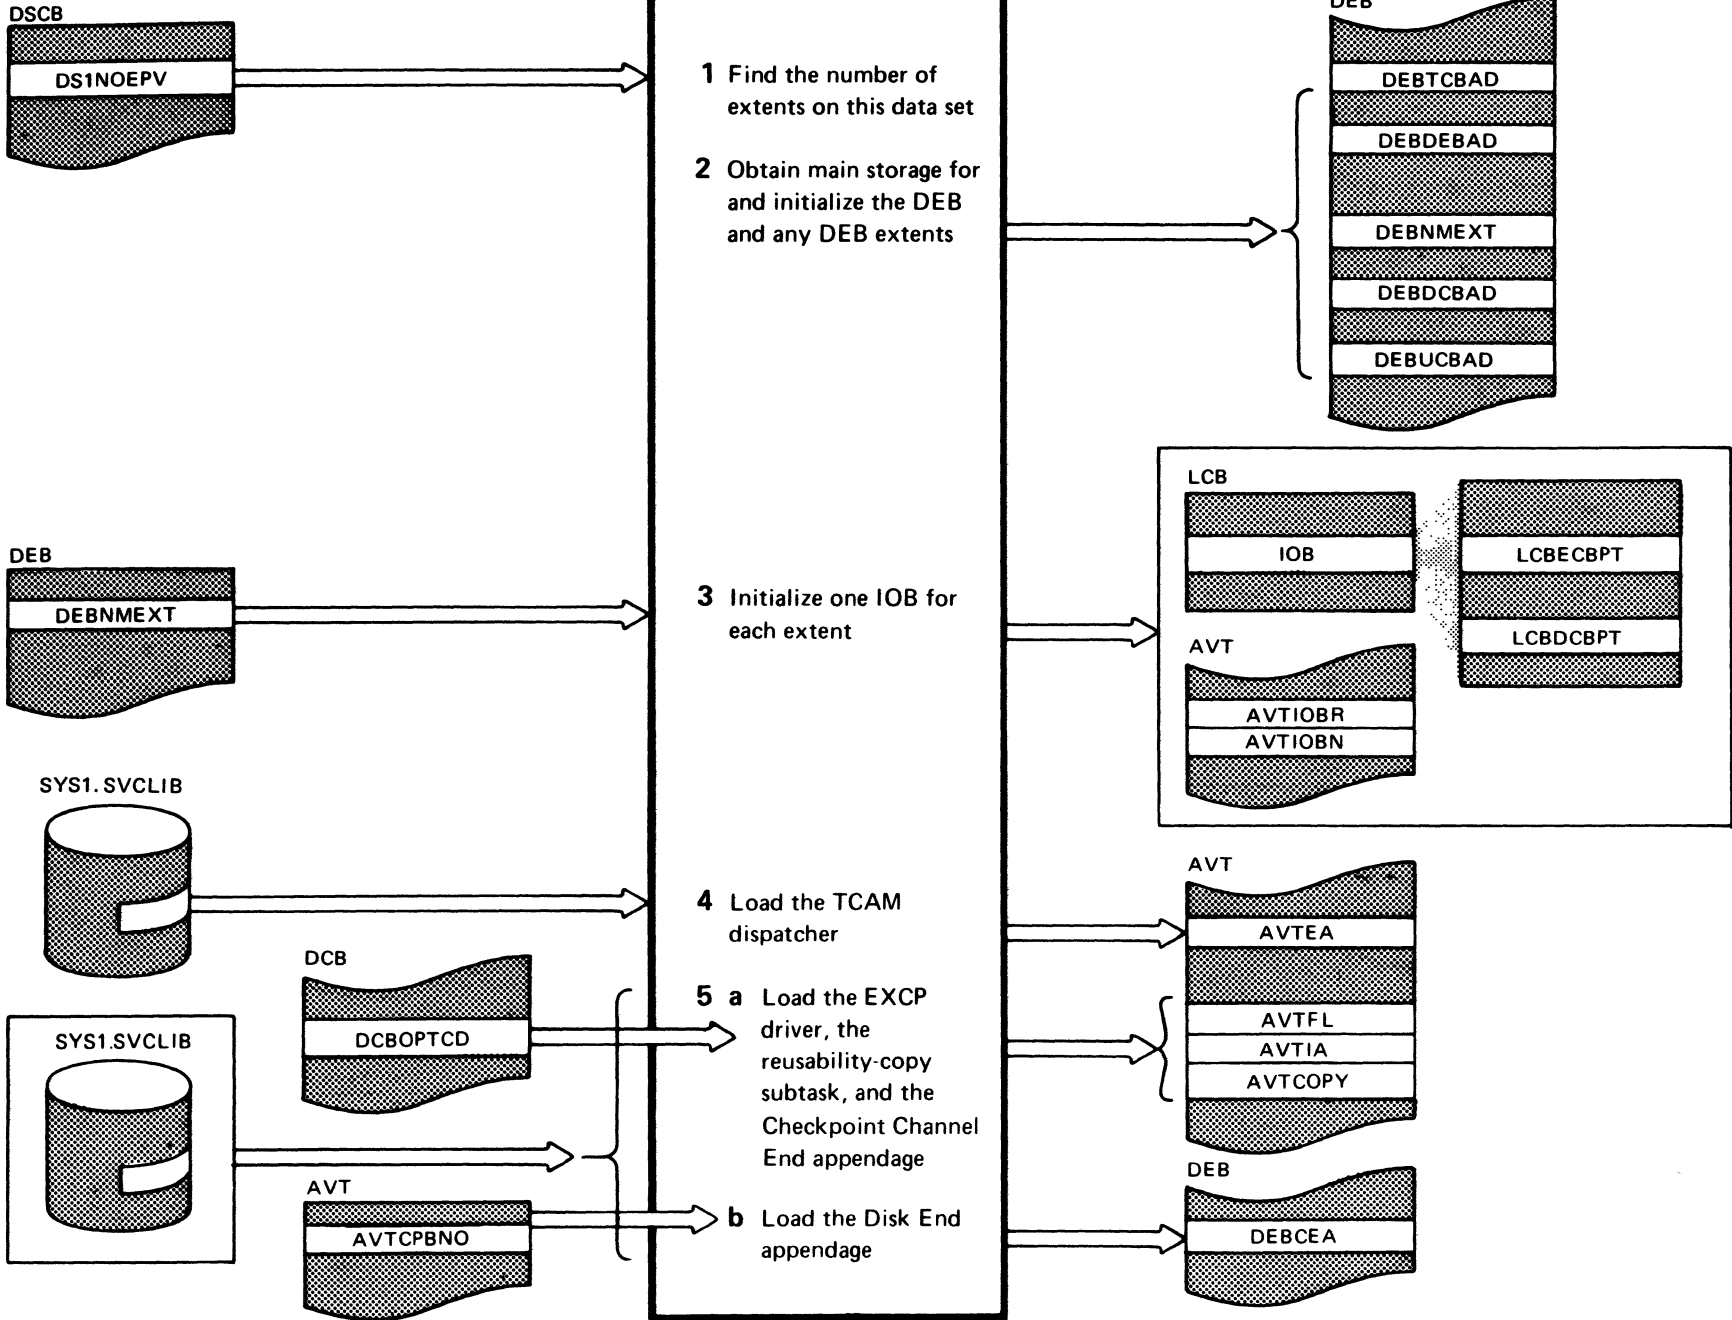 DSCB
DS1NOEPV
1 Find the number of
extents on this data set
2 Obtain main storage for
and initialize the DEB
and any DEB extents
DEB
DEBTCBAD
DEBDEBAD
DEBNMEXT
DEBDCBAD
DEBUCBAD
DEB
DEBNMEXT
3 Initialize one IOB for
each extent
LCB
IOB
LCBECBPT
LCBDCBPT
AVT
AVTIOBR
AVTIOBN
SYS1.SVCLIB
4 Load the TCAM
dispatcher
AVT
AVTEA
AVTFL
AVTIA
AVTCOPY
DCB
DCBOPTCD
SYS1.SVCLIB
5 a Load the EXCP
driver, the
reusability-copy
subtask, and the
Checkpoint Channel
End appendage
AVT
AVTCPBNO
b Load the Disk End
appendage
DEB
DEBCEA